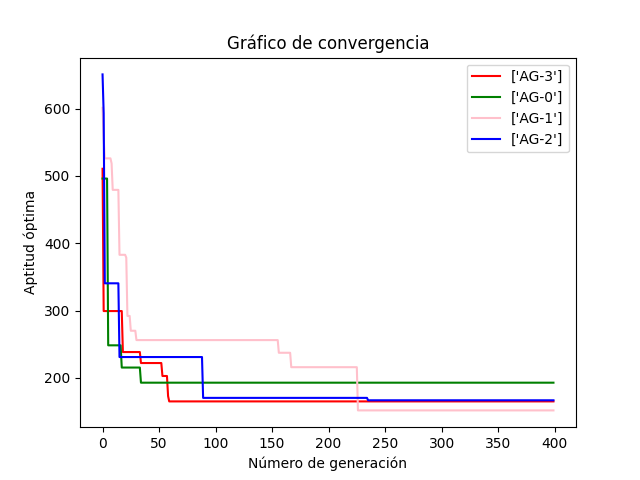 Gráfico de convergencia
['AG-3']
['AG-0']
['AG-1']
['AG-2']
Aptitud óptima
600
500
400
300
200
0 50 100 150 200 250 300 350 400
Número de generación